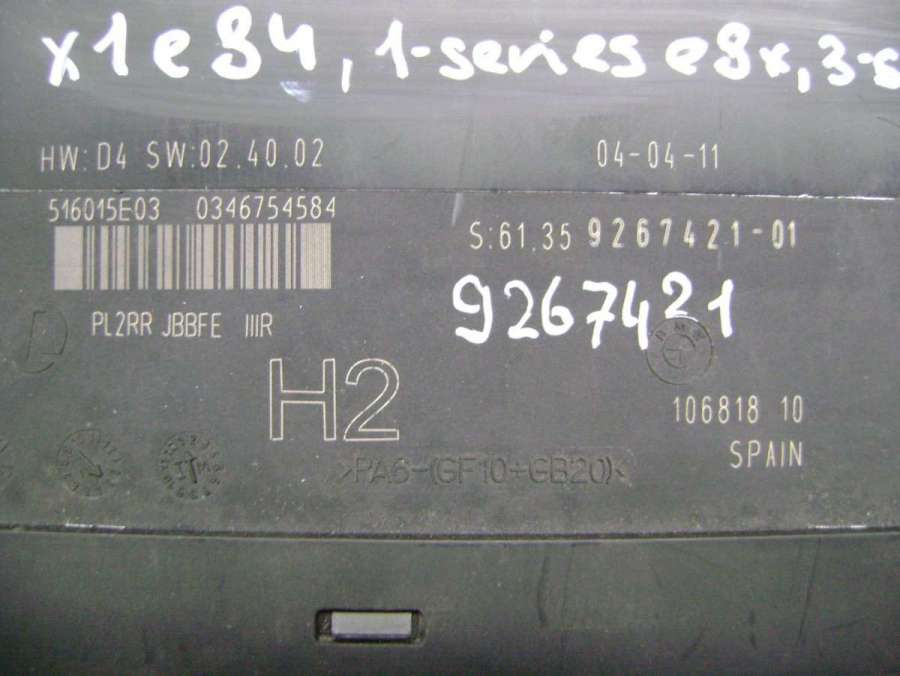 x1 e84, 1-series e8x, 3-s
HW: D4 SW:02.40.02 04-04-11
516015E03 0346754584
S:61.35 9267421-01
9267421
PL2RR JBBFE IIIR
BMW
H2
106818 10
SPAIN
>PA6-(GF10+GB20)<